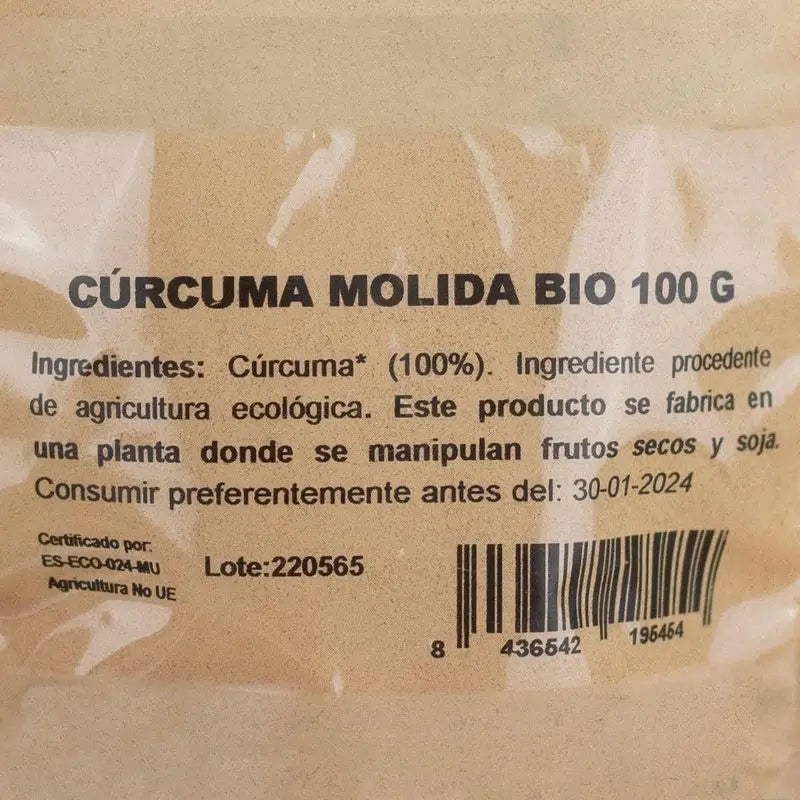 CÚRCUMA MOLIDA BIO 100 G
Ingredientes: Cúrcuma* (100%). Ingrediente procedente
de agricultura ecológica. Este producto se fabrica en
una planta donde se manipulan frutos secos y soja.
Consumir preferentemente antes del: 30-01-2024
Certificado por:
ES-ECO-024-MU
Agricultura No UE
Lote:220565
8 436542 195454